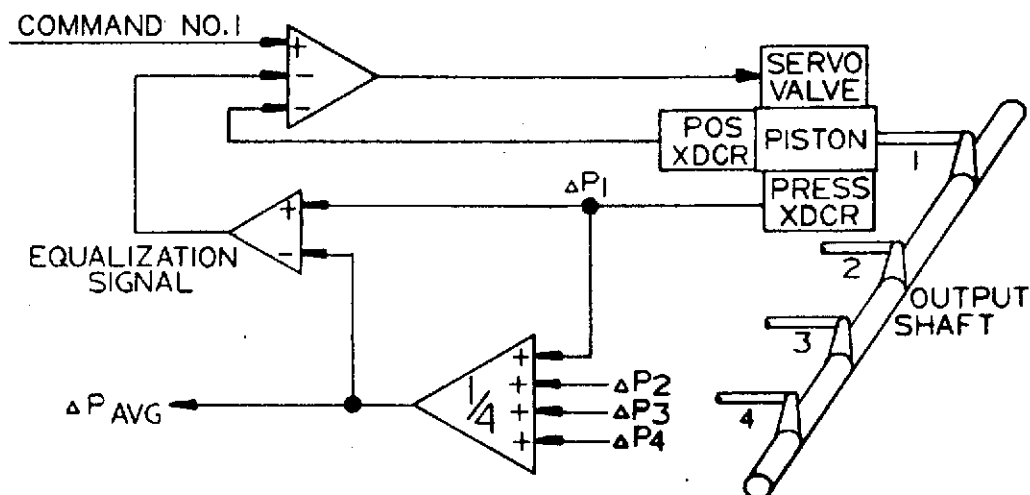 COMMAND NO.1
+
−
−
SERVO
VALVE
POS
XDCR
PISTON
PRESS
XDCR
1
ΔP1
+
−
EQUALIZATION
SIGNAL
2
OUTPUT
SHAFT
3
4
1/4
+
+
+
+
ΔP2
ΔP3
ΔP4
ΔP AVG